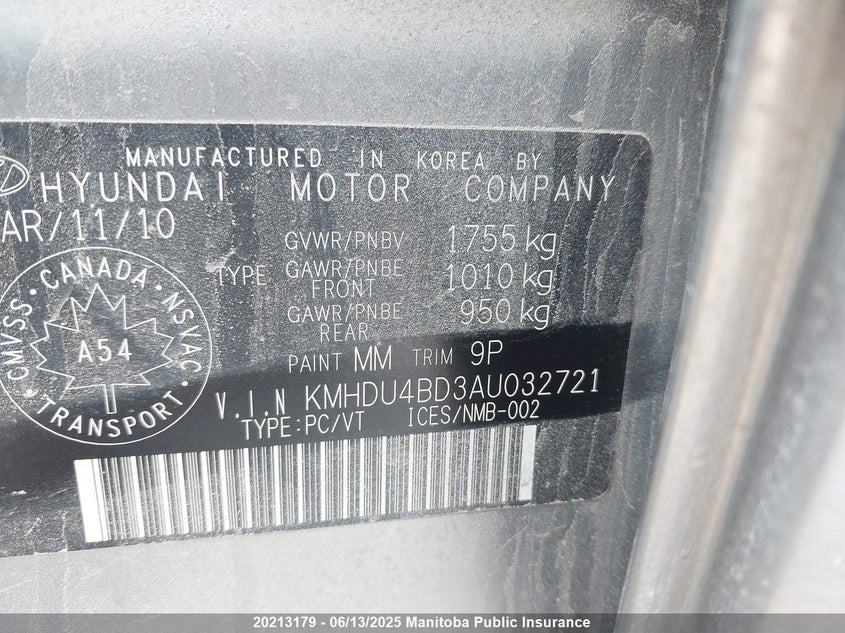 MANUFACTURED IN KOREA BY
HYUNDAI MOTOR COMPANY
AR/11/10
GVWR/PNBV 1755 kg
TYPE GAWR/PNBE FRONT 1010 kg
GAWR/PNBE REAR 950 kg
PAINT MM TRIM 9P
V.I.N KMHDU4BD3AU032721
TYPE:PC/VT ICES/NMB-002
CMVSS · CANADA · NSVAC · TRANSPORT ·
A54
20213179 - 06/13/2025 Manitoba Public Insurance